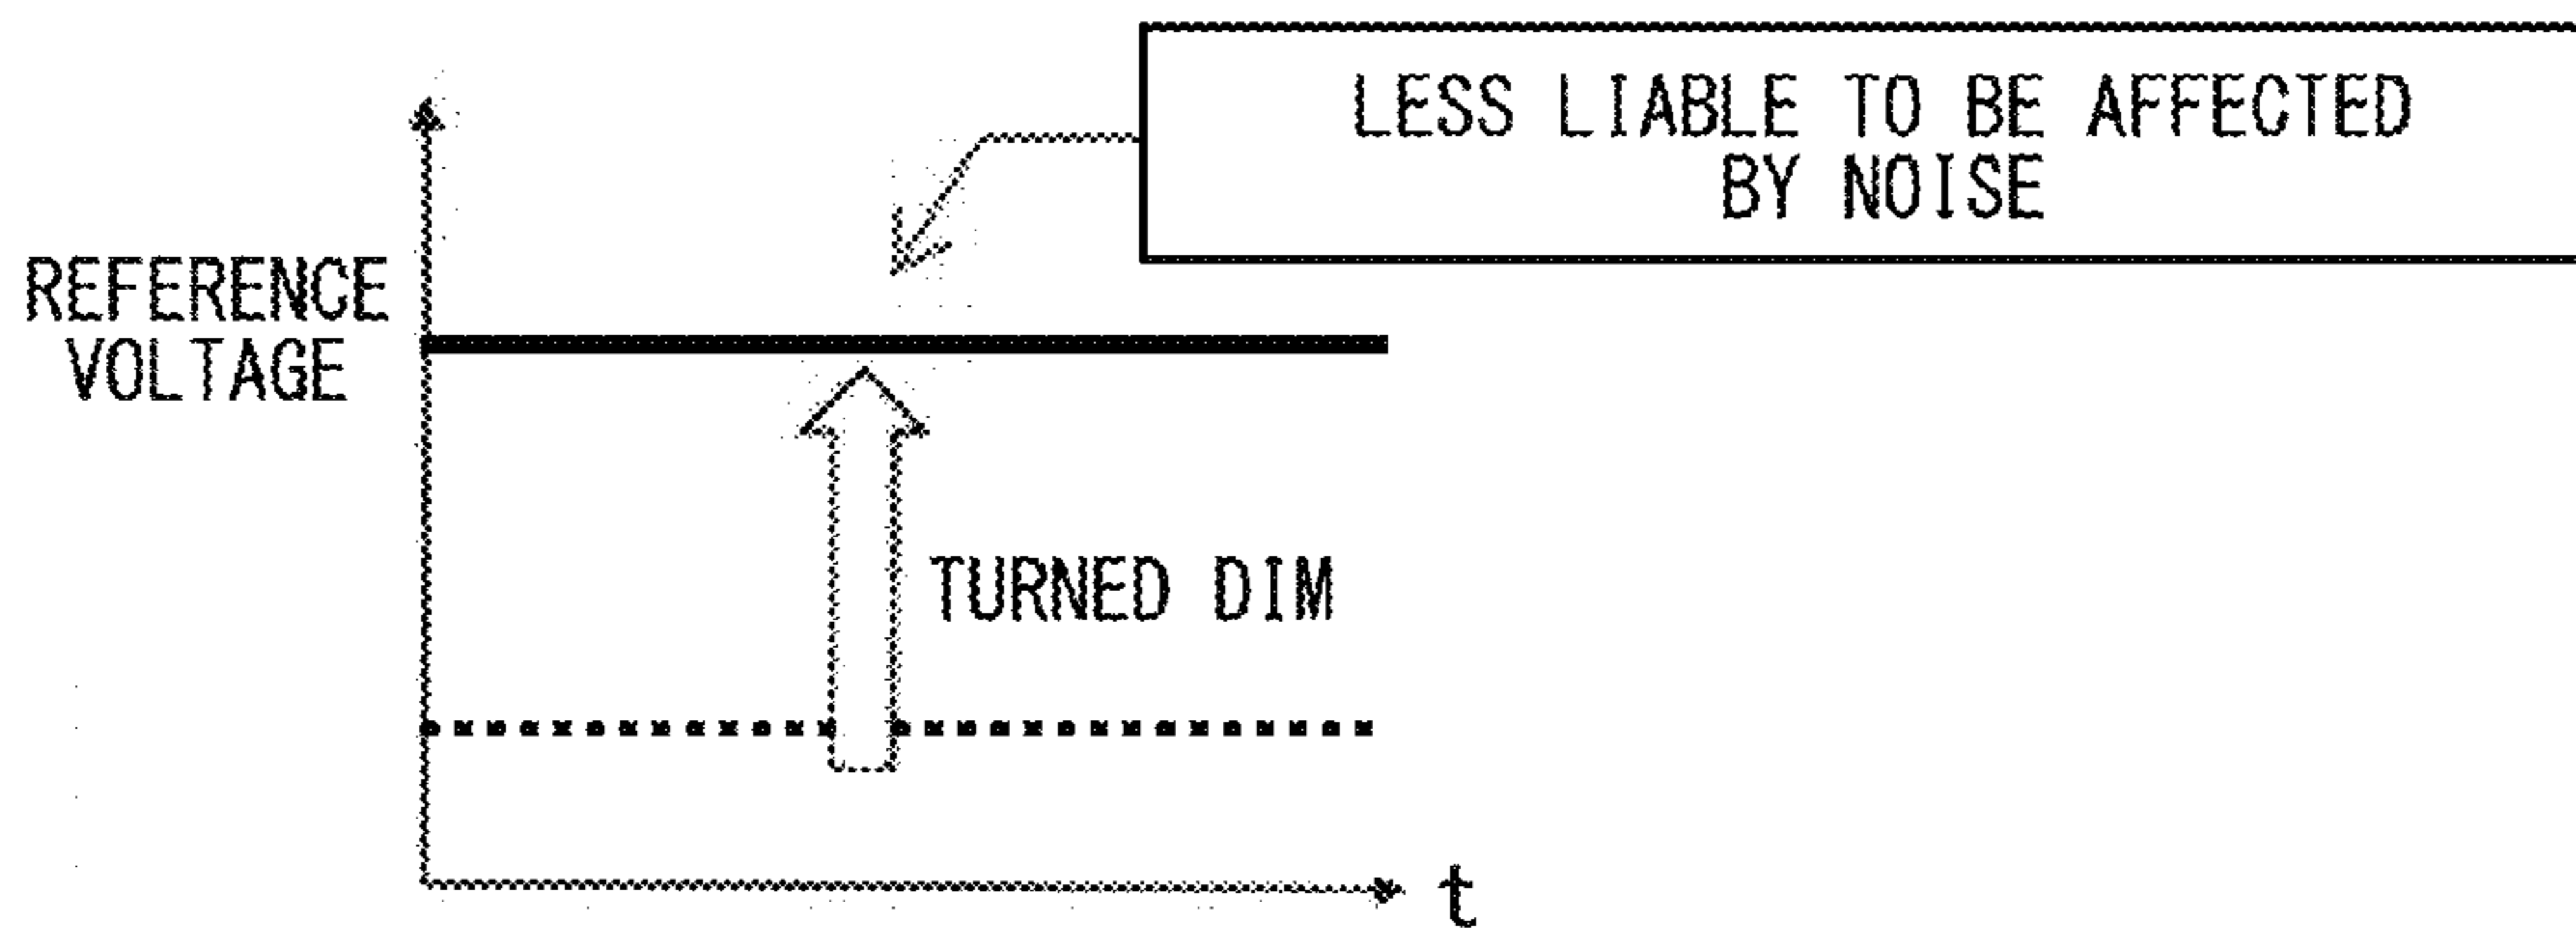 LESS LIABLE TO BE AFFECTED
BY NOISE
REFERENCE
VOLTAGE
TURNED DIM
t